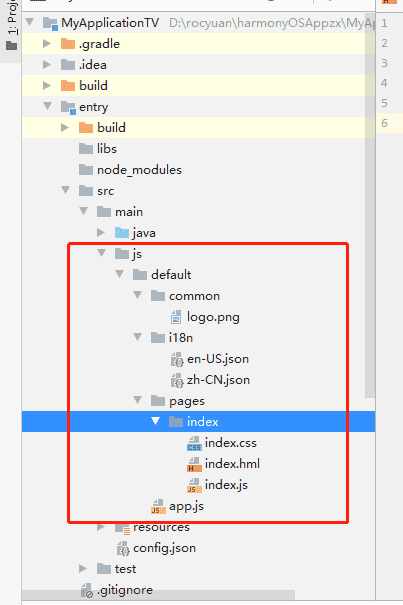 1: Proje
MyApplicationTV D:\rocyuan\harmonyOSAppzx\MyAp
.gradle
.idea
build
entry
build
libs
node_modules
src
main
java
js
default
common
logo.png
i18n
en-US.json
zh-CN.json
pages
index
index.css
index.hml
index.js
app.js
resources
config.json
test
.gitignore
1
2
3
4
5
6